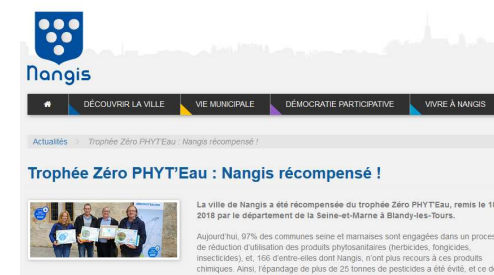 Nangis
DÉCOUVRIR LA VILLE VIE MUNICIPALE DÉMOCRATIE PARTICIPATIVE VIVRE À NANGIS
Actualités Trophée Zéro PHYT'Eau : Nangis récompensé !
Trophée Zéro PHYT'Eau : Nangis récompensé !
La ville de Nangis a été récompensée du trophée Zéro PHYT'Eau, remis le
2018 par le département de la Seine-et-Marne à Blandy-les-Tours.
Aujourd'hui, 97% des communes seine et marnaises sont engagées dans un
de réduction d'utilisation des produits phytosanitaires (herbicides, fongicides,
insecticides) et, 166 d'entre-elles dont Nangis, n'ont plus recours à ces produits
chimiques. Ainsi, l'épandage de plus de 25 tonnes de pesticides a été évité, et ce